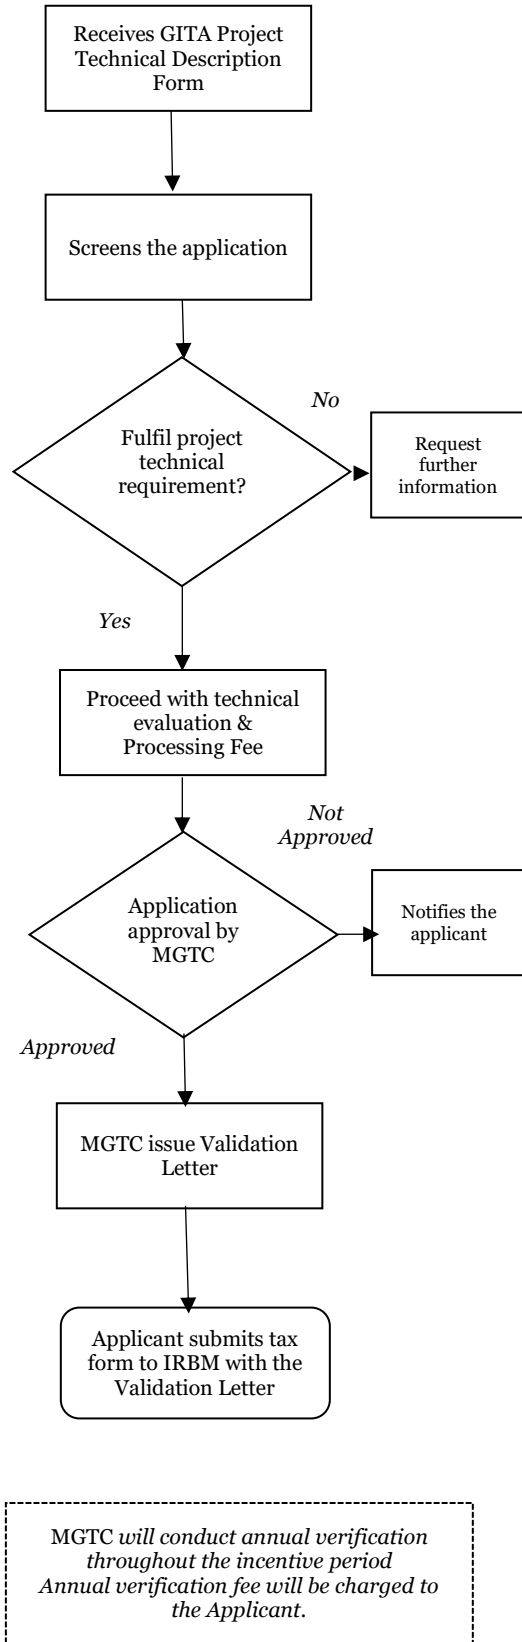 Receives GITA Project
Technical Description
Form
Screens the application
No
Fulfil project
technical
requirement?
Request
further
information
Yes
Proceed with technical
evaluation &
Processing Fee
Not
Approved
Application
approval by
MGTC
Notifies the
applicant
Approved
MGTC issue Validation
Letter
Applicant submits tax
form to IRBM with the
Validation Letter
MGTC will conduct annual verification
throughout the incentive period
Annual verification fee will be charged to
the Applicant.